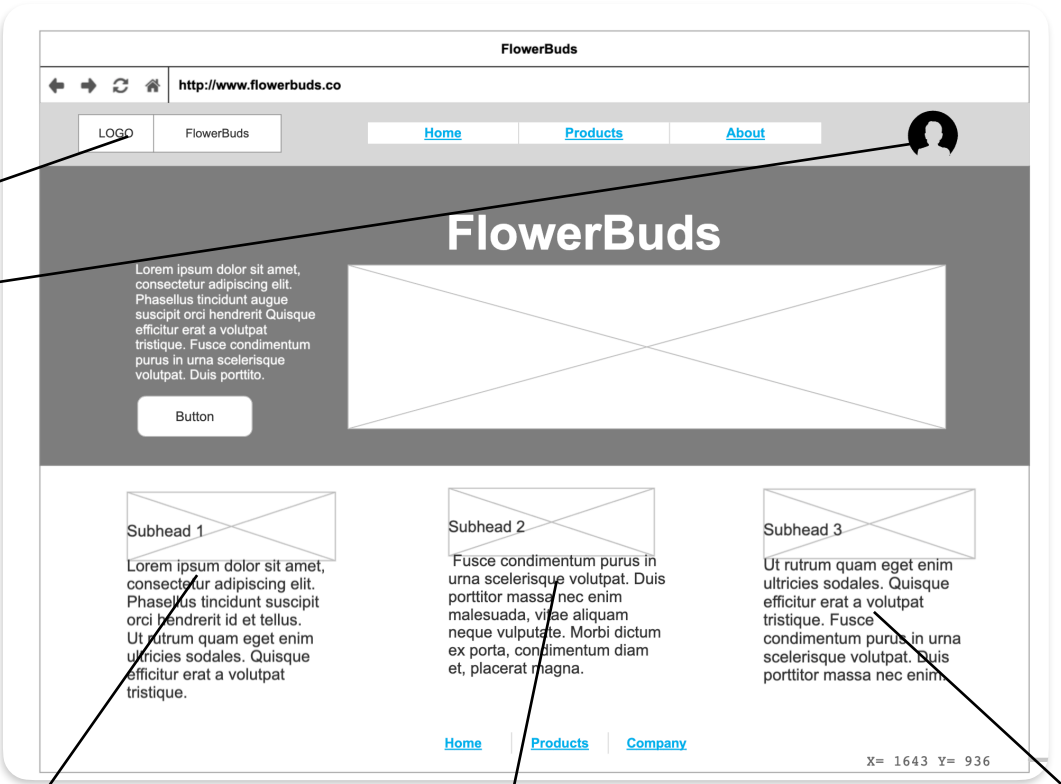 FlowerBuds
http://www.flowerbuds.co
LOGO
FlowerBuds
Home
Products
About
FlowerBuds
Lorem ipsum dolor sit amet,
consectetur adipiscing elit.
Phasellus tincidunt augue
suscipit orci hendrerit Quisque
efficitur erat a volutpat
tristique. Fusce condimentum
purus in urna scelerisque
volutpat. Duis porttito.
Button
Subhead 1
Lorem ipsum dolor sit amet,
consectetur adipiscing elit.
Phasellus tincidunt suscipit
orci hendrerit id et tellus.
Ut rutrum quam eget enim
ultricies sodales. Quisque
efficitur erat a volutpat
tristique.
Subhead 2
Fusce condimentum purus in
urna scelerisque volutpat. Duis
porttitor massa nec enim
malesuada, vitae aliquam
neque vulputate. Morbi dictum
ex porta, condimentum diam
et, placerat magna.
Subhead 3
Ut rutrum quam eget enim
ultricies sodales. Quisque
efficitur erat a volutpat
tristique. Fusce
condimentum purus in urna
scelerisque volutpat. Duis
porttitor massa nec enim.
Home
Products
Company
X= 1643 Y= 936